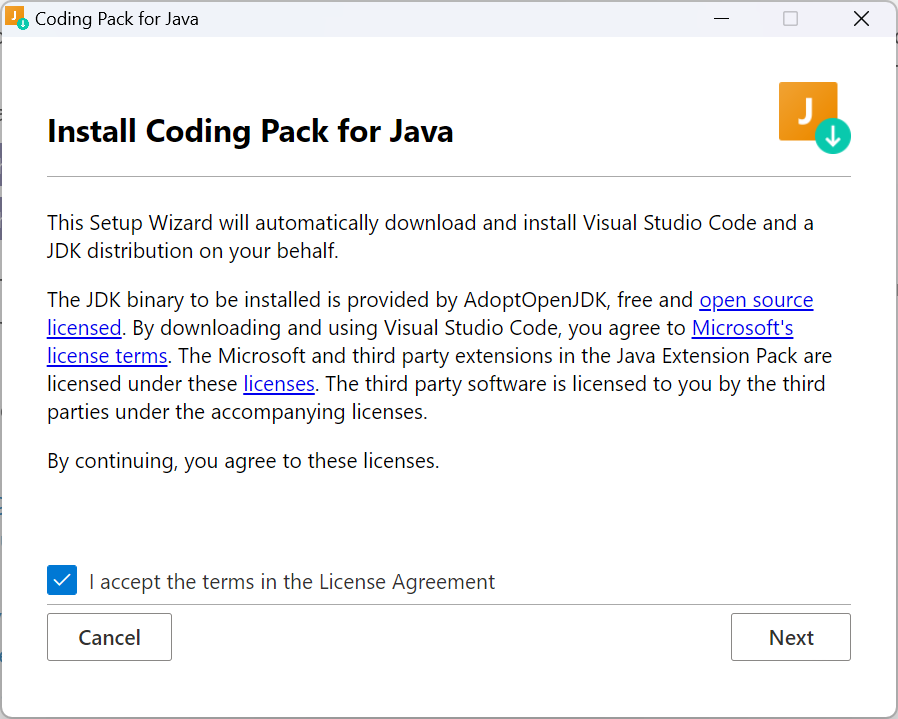 J
Coding Pack for Java
J
Install Coding Pack for Java
This Setup Wizard will automatically download and install Visual Studio Code and a
JDK distribution on your behalf.
The JDK binary to be installed is provided by AdoptOpenJDK, free and open source
licensed. By downloading and using Visual Studio Code, you agree to Microsoft's
license terms. The Microsoft and third party extensions in the Java Extension Pack are
licensed under these licenses. The third party software is licensed to you by the third
parties under the accompanying licenses.
By continuing, you agree to these licenses.
I accept the terms in the License Agreement
Cancel
Next